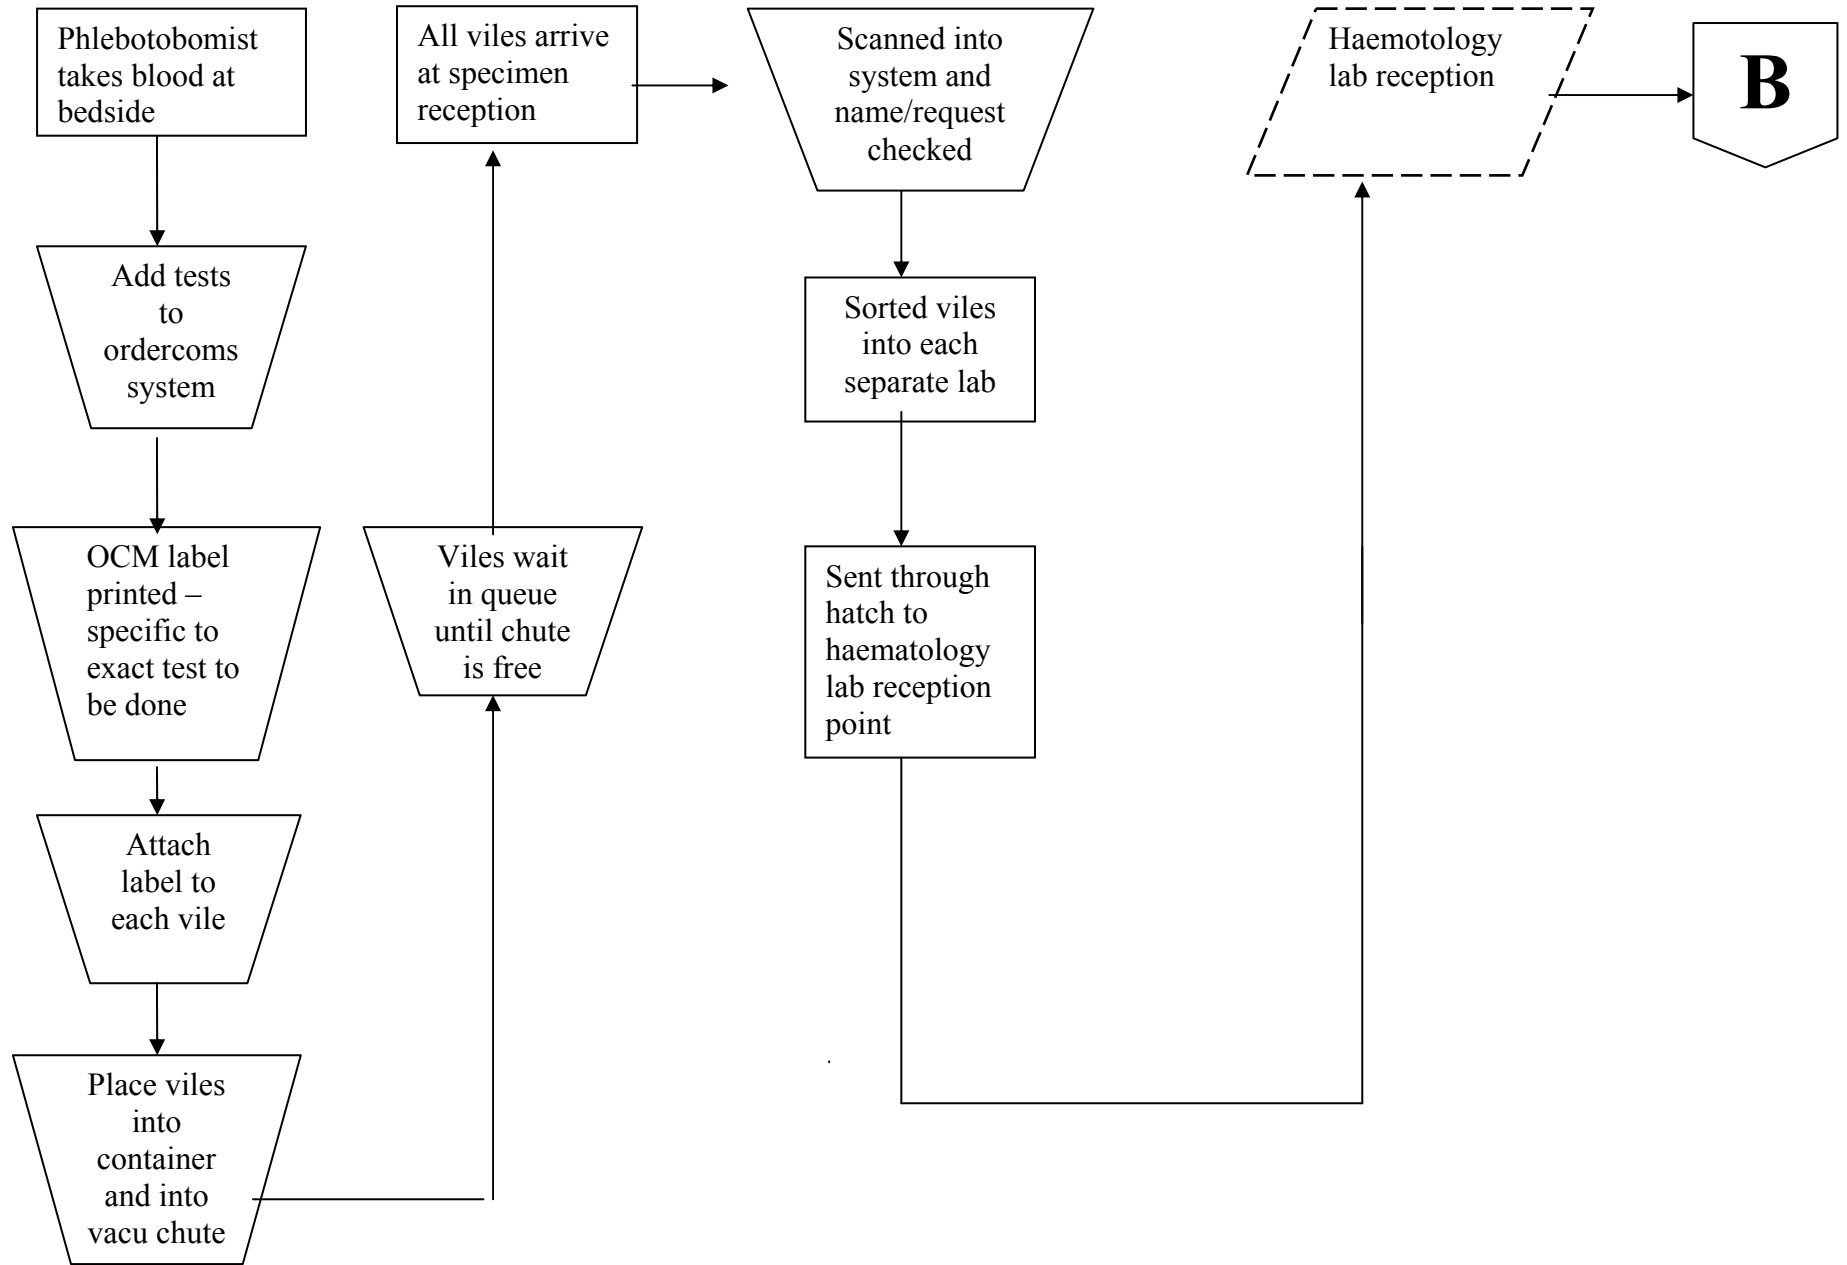 Phlebotobomist
takes blood at
bedside
Add tests
to
ordercoms
system
OCM label
printed –
specific to
exact test to
be done
Attach
label to
each vile
Place viles
into
container
and into
vacu chute
Viles wait
in queue
until chute
is free
All viles arrive
at specimen
reception
Scanned into
system and
name/request
checked
Sorted viles
into each
separate lab
Sent through
hatch to
haematology
lab reception
point
Haemotology
lab reception
B